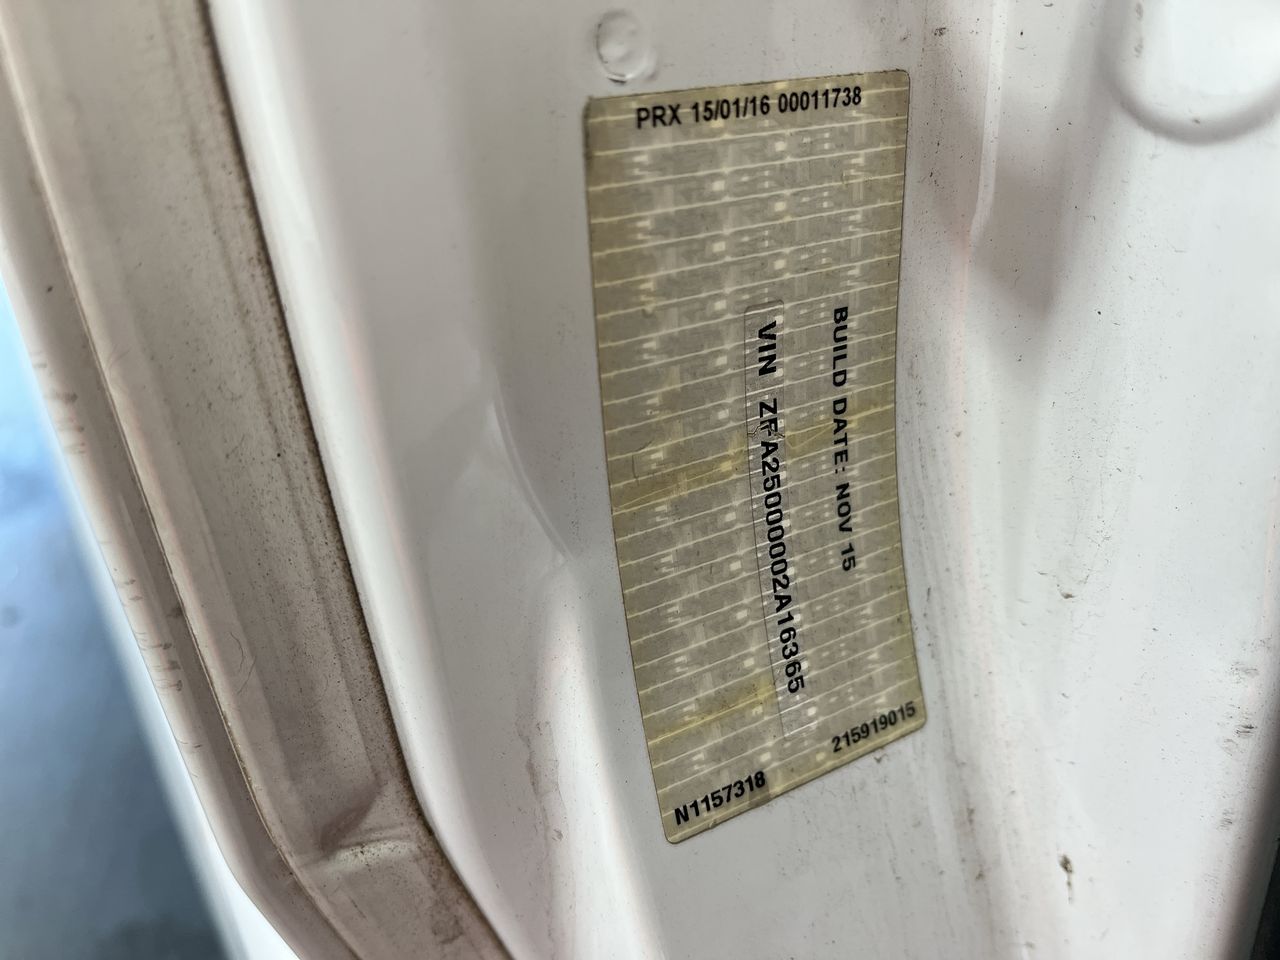 PRX 15/01/16 00011738
BUILD DATE: NOV 15
VIN ZFA25000002A16365
N1157318
215919015